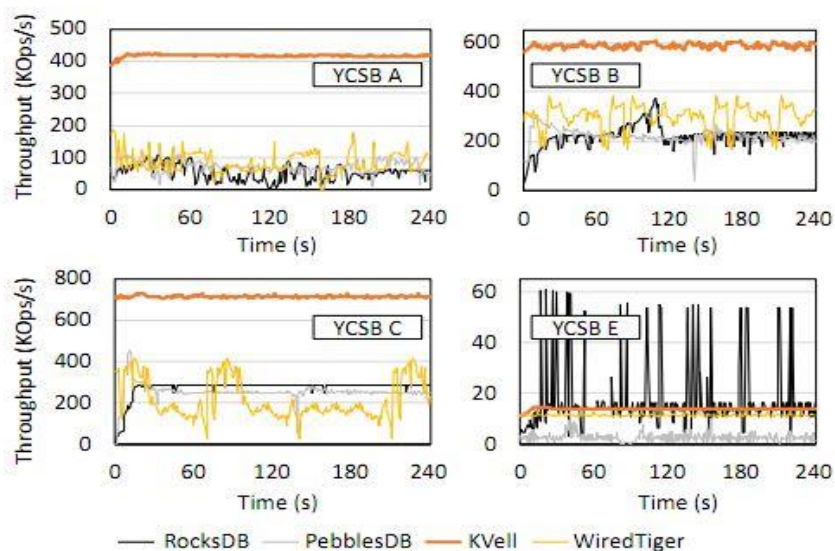 Throughput (KOps/s)
500
400
300
200
100
0
YCSB A
0 60 120 180 240
Time (s)
600
400
200
0
YCSB B
0 60 120 180 240
Time (s)
Throughput (KOps/s)
800
600
400
200
0
YCSB C
0 60 120 180 240
Time (s)
60
40
20
0
YCSB E
0 60 120 180 240
Time (s)
RocksDB PebblesDB KVell WiredTiger